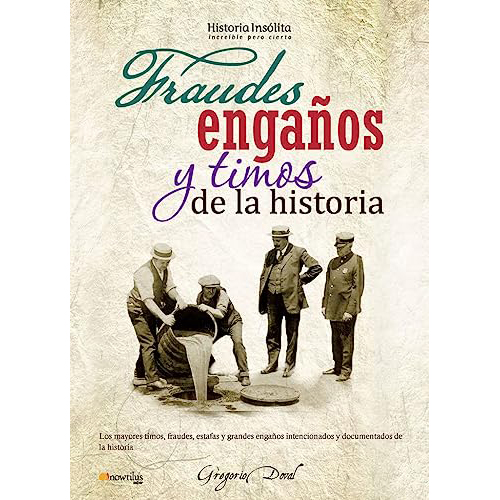 Historia Insólita
increíble pero cierto
Fraudes
engaños
y timos
de la historia
Los mayores timos, fraudes, estafas y grandes engaños intencionados y documentados de
la historia
nowtilus
Gregorio Doval